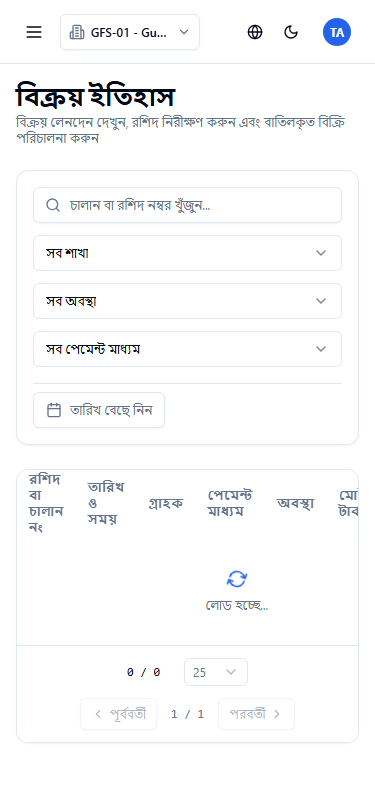 GFS-01 - Gu...
TA
বিক্রয় ইতিহাস
বিক্রয় লেনদেন দেখুন, রশিদ নিরীক্ষণ করুন এবং বাতিলকৃত বিক্রি
পরিচালনা করুন
চালান বা রশিদ নম্বর খুঁজুন...
সব শাখা
সব অবস্থা
সব পেমেন্ট মাধ্যম
তারিখ বেছে নিন
রশিদ
বা
চালান
নং
তারিখ
ও
সময়
গ্রাহক
পেমেন্ট
মাধ্যম
অবস্থা
লোড হচ্ছে...
0 / 0
25
পূর্ববর্তী
1 / 1
পরবর্তী